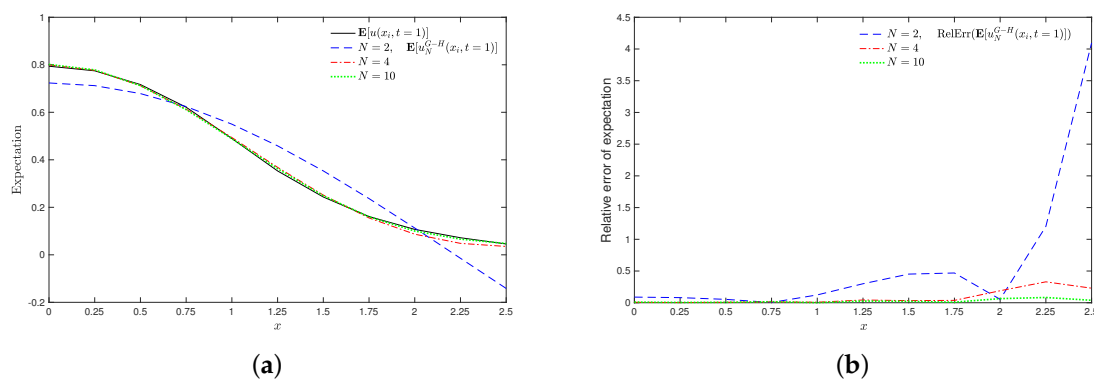 1
0.8
0.6
0.4
0.2
0
-0.2
Expectation
E[u(x_i, t = 1)]
N = 2, E[u_N^{G-H}(x_i, t = 1)]
N = 4
N = 10
0 0.25 0.5 0.75 1 1.25 1.5 1.75 2 2.25 2.5
x
(a)
4.5
4
3.5
3
2.5
2
1.5
1
0.5
0
Relative error of expectation
N = 2, RelErr(E[u_N^{G-H}(x_i, t = 1)])
N = 4
N = 10
0 0.25 0.5 0.75 1 1.25 1.5 1.75 2 2.25 2.5
x
(b)